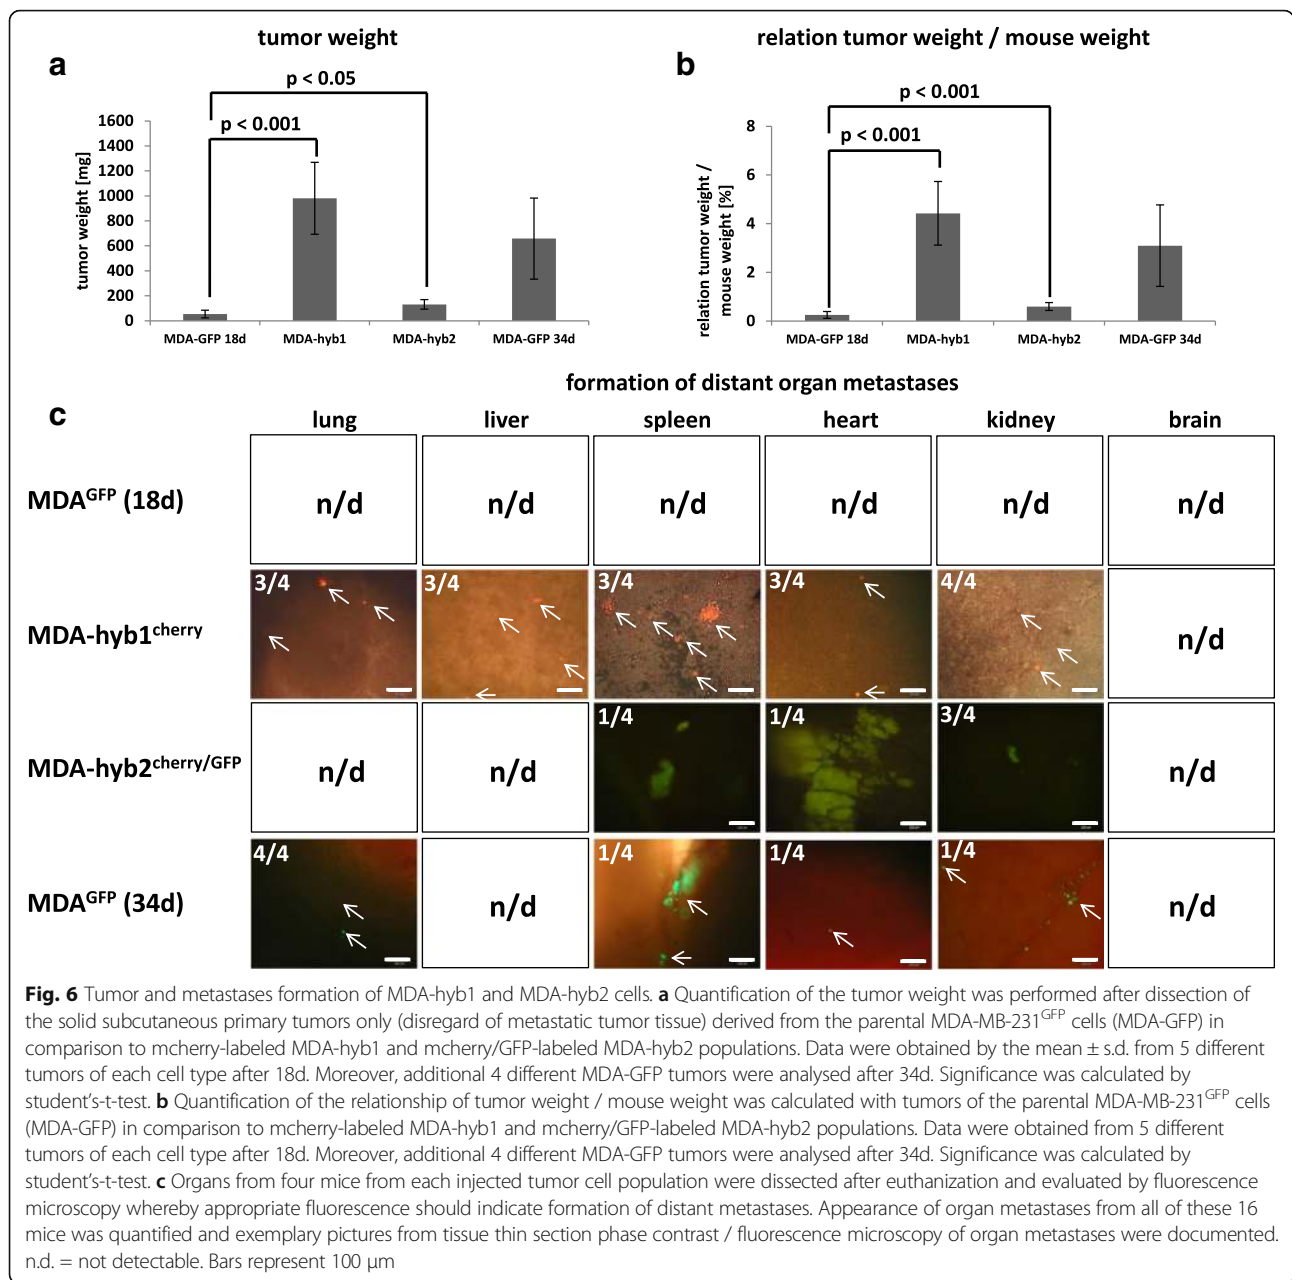 tumor weight
relation tumor weight / mouse weight
a
b
p < 0.05
p < 0.001
tumor weight [mg]
1600
1400
1200
1000
800
600
400
200
0
MDA-GFP 18d
MDA-hyb1
MDA-hyb2
MDA-GFP 34d
p < 0.001
p < 0.001
relation tumor weight /
mouse weight [%]
8
6
4
2
0
MDA-GFP 18d
MDA-hyb1
MDA-hyb2
MDA-GFP 34d
formation of distant organ metastases
c
lung liver spleen heart kidney brain
MDAGFP (18d) n/d n/d n/d n/d n/d n/d
MDA-hyb1cherry 3/4 3/4 3/4 3/4 4/4 n/d
MDA-hyb2cherry/GFP n/d n/d 1/4 1/4 3/4 n/d
MDAGFP (34d) 4/4 n/d 1/4 1/4 1/4 n/d
Fig. 6 Tumor and metastases formation of MDA-hyb1 and MDA-hyb2 cells. a Quantification of the tumor weight was performed after dissection of
the solid subcutaneous primary tumors only (disregard of metastatic tumor tissue) derived from the parental MDA-MB-231GFP cells (MDA-GFP) in
comparison to mcherry-labeled MDA-hyb1 and mcherry/GFP-labeled MDA-hyb2 populations. Data were obtained by the mean ± s.d. from 5 different
tumors of each cell type after 18d. Moreover, additional 4 different MDA-GFP tumors were analysed after 34d. Significance was calculated by
student's-t-test. b Quantification of the relationship of tumor weight / mouse weight was calculated with tumors of the parental MDA-MB-231GFP cells
(MDA-GFP) in comparison to mcherry-labeled MDA-hyb1 and mcherry/GFP-labeled MDA-hyb2 populations. Data were obtained from 5 different
tumors of each cell type after 18d. Moreover, additional 4 different MDA-GFP tumors were analysed after 34d. Significance was calculated by
student's-t-test. c Organs from four mice from each injected tumor cell population were dissected after euthanization and evaluated by fluorescence
microscopy whereby appropriate fluorescence should indicate formation of distant metastases. Appearance of organ metastases from all of these 16
mice was quantified and exemplary pictures from tissue thin section phase contrast / fluorescence microscopy of organ metastases were documented.
n.d. = not detectable. Bars represent 100 μm